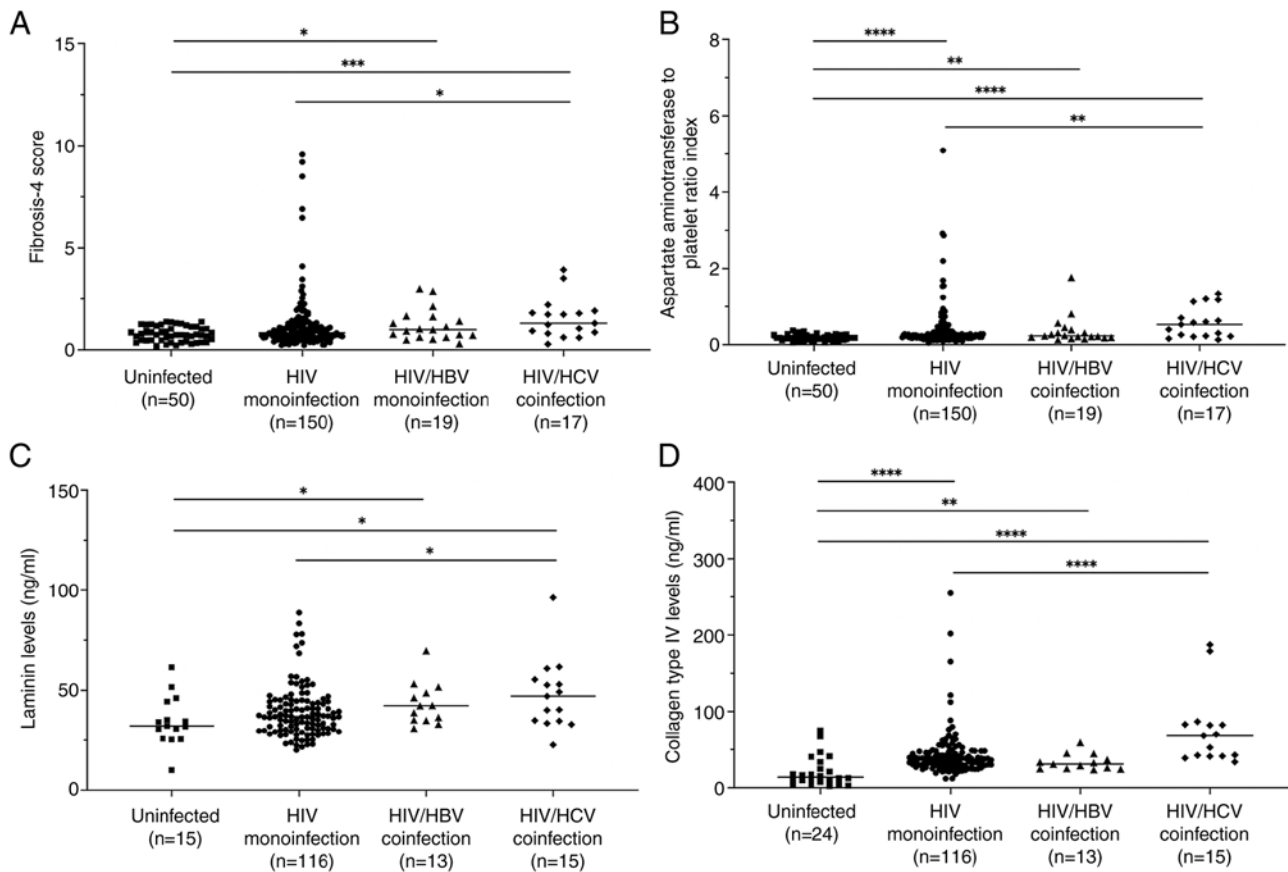 A
Fibrosis-4 score
15
10
5
0
*
***
*
Uninfected
(n=50)
HIV
monoinfection
(n=150)
HIV/HBV
monoinfection
(n=19)
HIV/HCV
coinfection
(n=17)
B
Aspartate aminotransferase to
platelet ratio index
8
6
4
2
0
****
**
****
**
Uninfected
(n=50)
HIV
monoinfection
(n=150)
HIV/HBV
coinfection
(n=19)
HIV/HCV
coinfection
(n=17)
C
Laminin levels (ng/ml)
150
100
50
0
*
*
*
Uninfected
(n=15)
HIV
monoinfection
(n=116)
HIV/HBV
coinfection
(n=13)
HIV/HCV
coinfection
(n=15)
D
Collagen type IV levels (ng/ml)
400
350
300
250
200
150
100
50
0
****
**
****
****
Uninfected
(n=24)
HIV
monoinfection
(n=116)
HIV/HBV
coinfection
(n=13)
HIV/HCV
coinfection
(n=15)